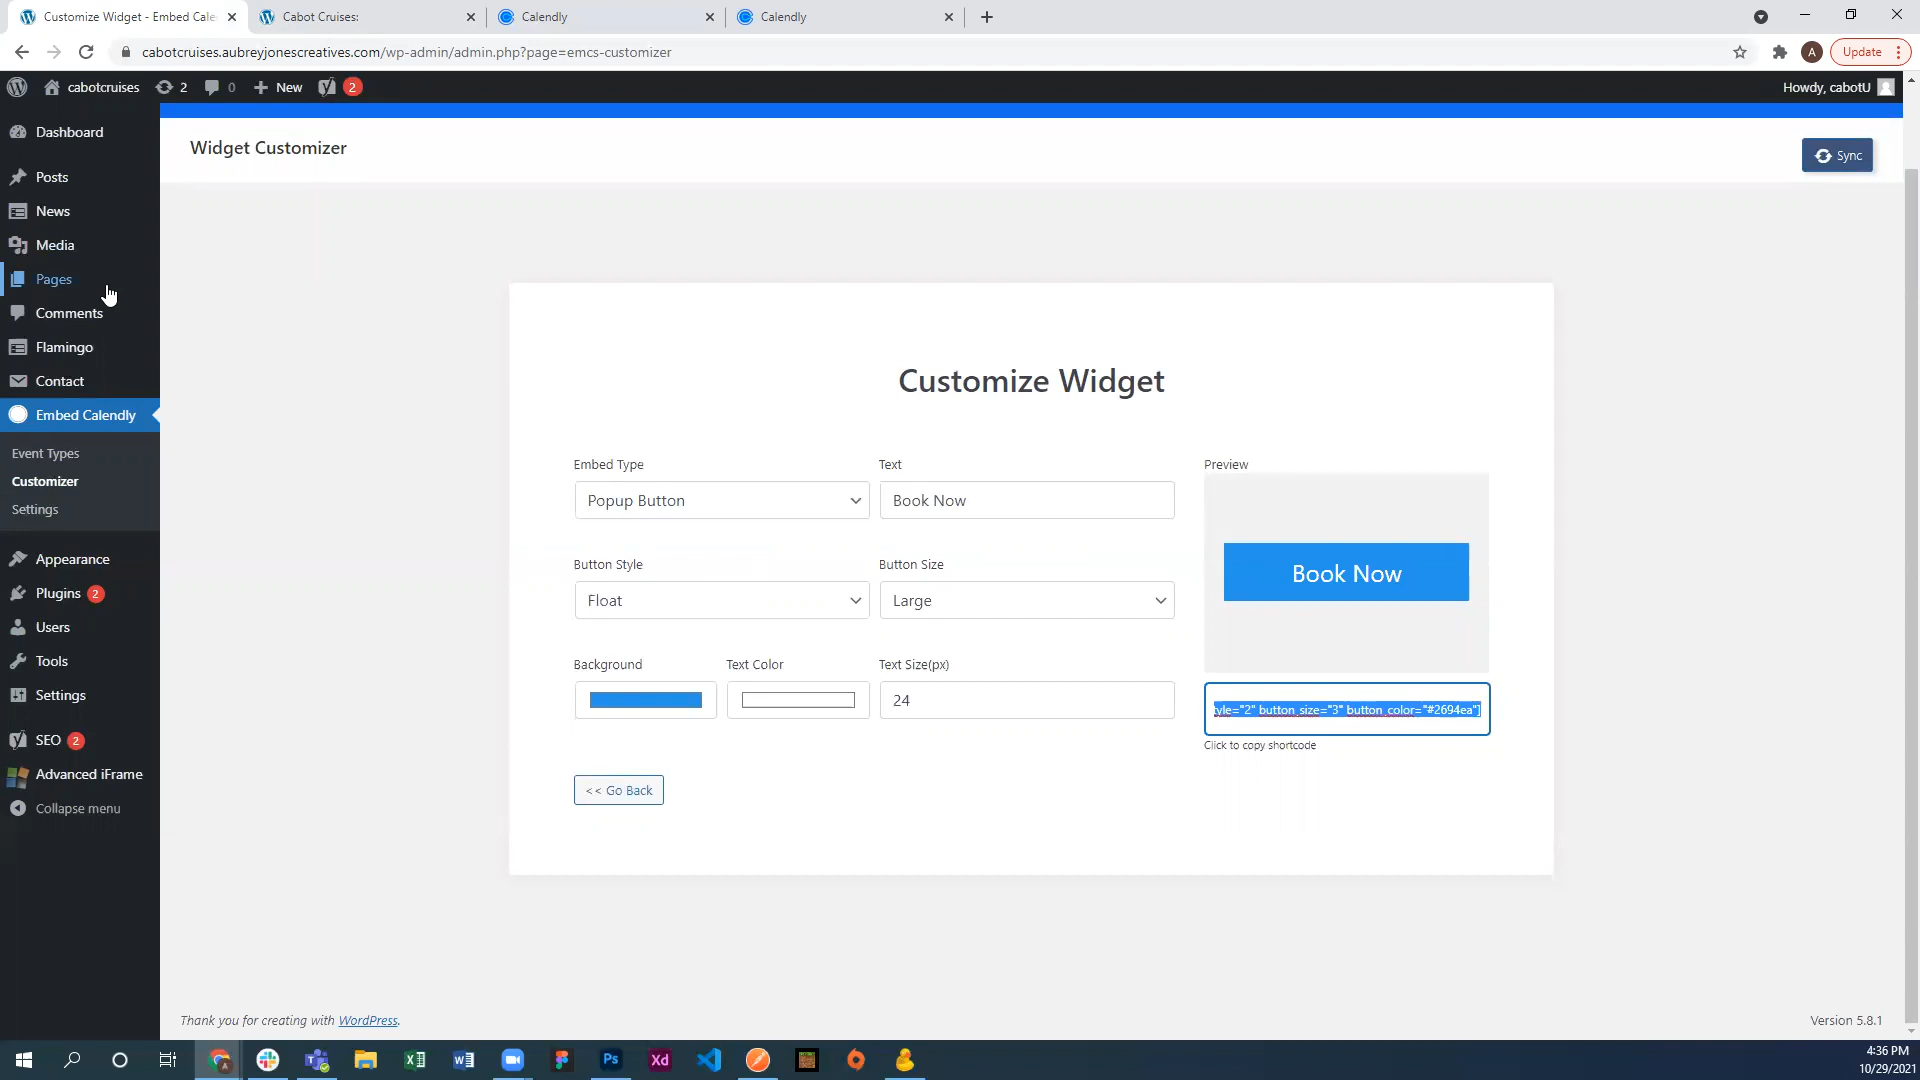 Customize Widget - Embed Cale
Cabot Cruises:
Calendly
Calendly
cabotcruises.aubreyjonescreatives.com/wp-admin/admin.php?page=emcs-customizer
A
Update
cabotcruises
2
0
New
2
Howdy, cabotU
Dashboard
Posts
News
Media
Pages
Comments
Flamingo
Contact
Embed Calendly
Event Types
Customizer
Settings
Appearance
Plugins 2
Users
Tools
Settings
SEO 2
Advanced iFrame
Collapse menu
Widget Customizer
Sync
Customize Widget
Embed Type
Text
Preview
Popup Button
Book Now
Book Now
Button Style
Button Size
Float
Large
Background
Text Color
Text Size(px)
24
tyle="2" button_size="3" button_color="#2694ea"]
Click to copy shortcode
<< Go Back
Thank you for creating with WordPress.
Version 5.8.1
Ps
Xd
4:36 PM
10/29/2021